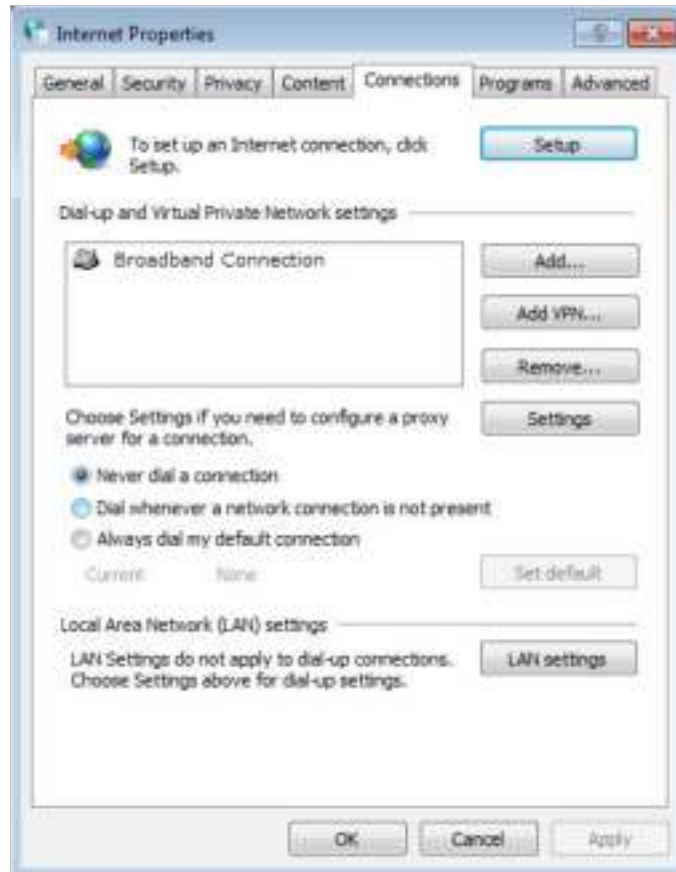 Internet Properties
General Security Privacy Content Connections Programs Advanced
To set up an Internet connection, click
Setup.
Setup
Dial-up and Virtual Private Network settings
Broadband Connection
Add...
Add VPN...
Remove...
Choose Settings if you need to configure a proxy
server for a connection.
Settings
Never dial a connection
Dial whenever a network connection is not present
Always dial my default connection
Current None
Set default
Local Area Network (LAN) settings
LAN Settings do not apply to dial-up connections.
Choose Settings above for dial-up settings.
LAN settings
OK Cancel Apply